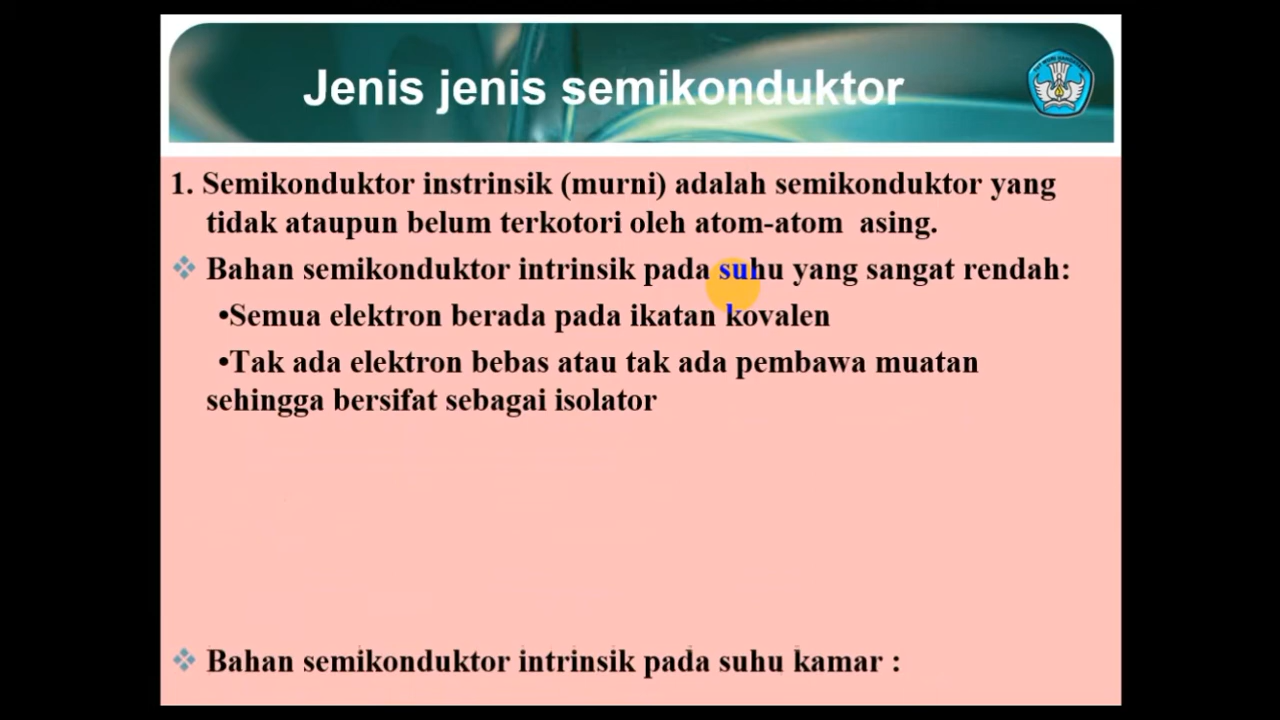 Jenis jenis semikonduktor
1. Semikonduktor instrinsik (murni) adalah semikonduktor yang
tidak ataupun belum terkotori oleh atom-atom asing.
❖ Bahan semikonduktor intrinsik pada suhu yang sangat rendah:
•Semua elektron berada pada ikatan kovalen
•Tak ada elektron bebas atau tak ada pembawa muatan
sehingga bersifat sebagai isolator
❖ Bahan semikonduktor intrinsik pada suhu kamar :